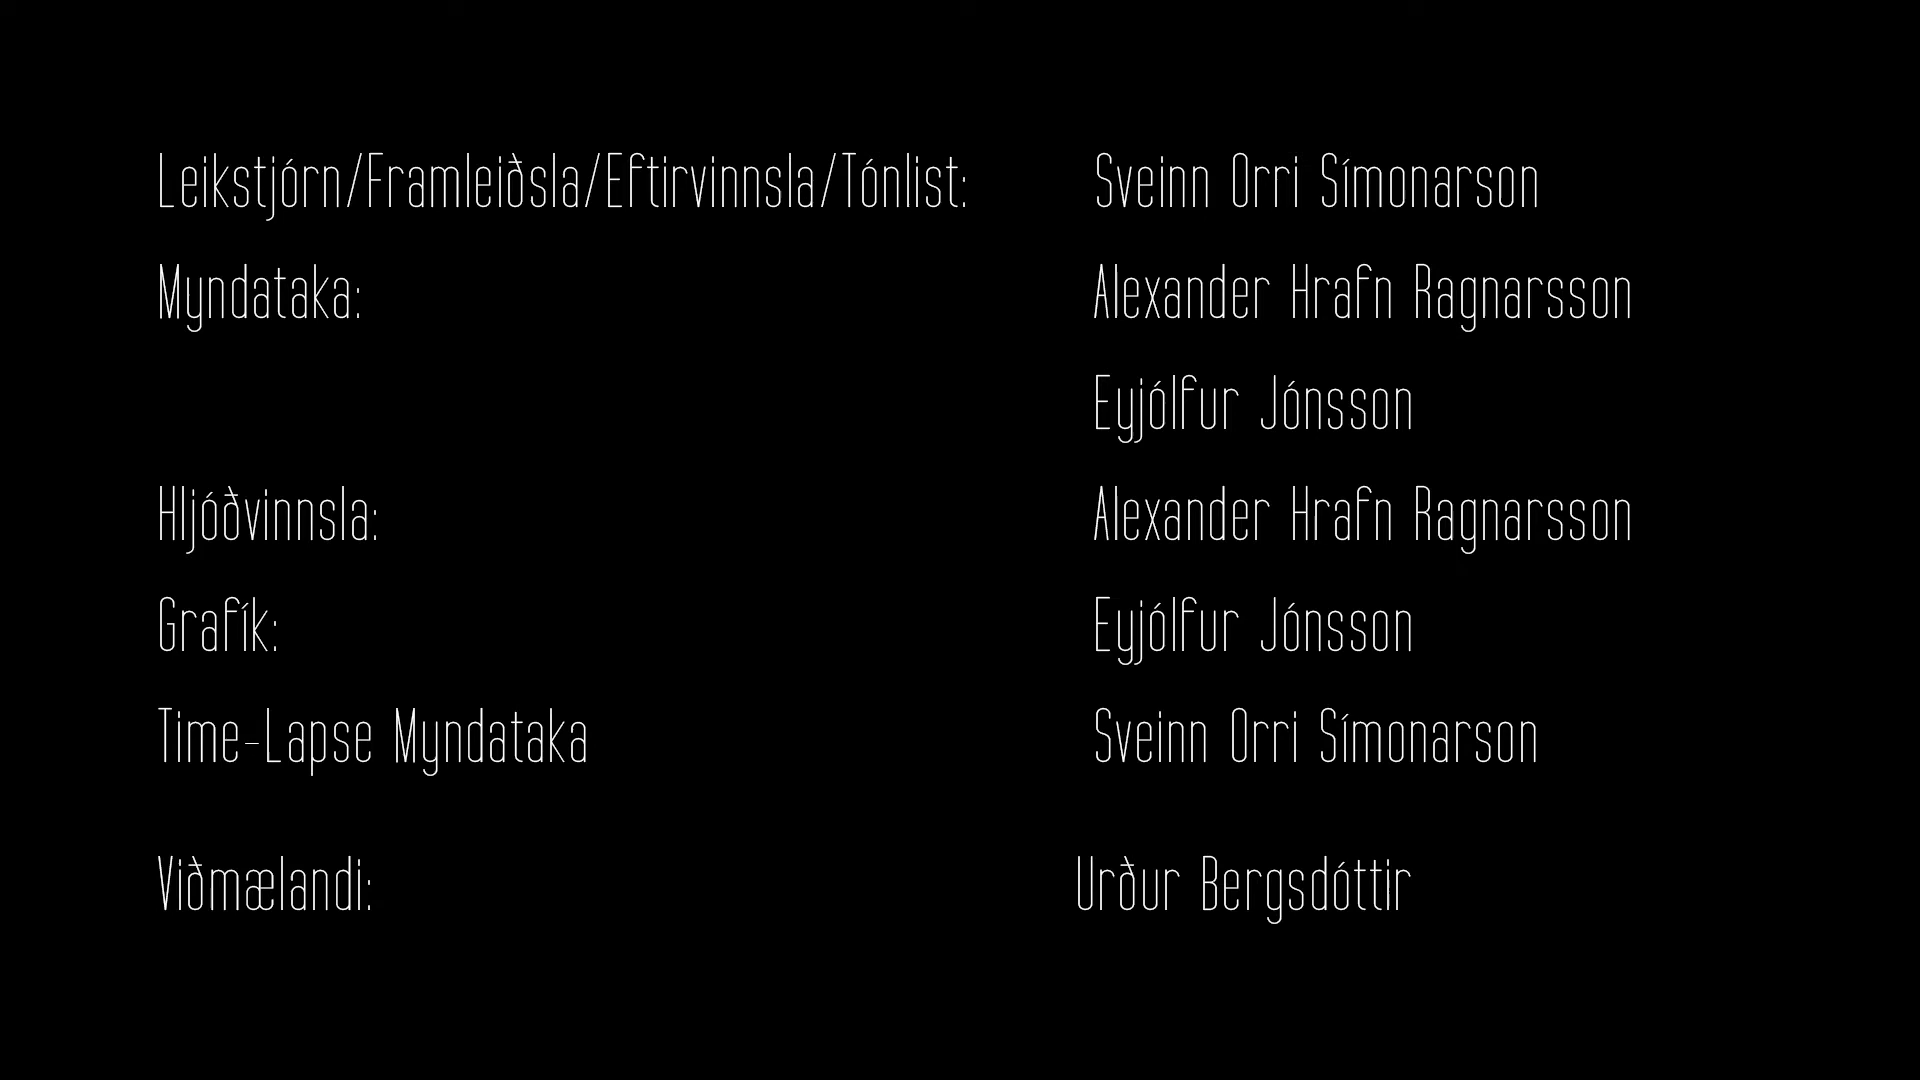 Leikstjórn/Framleiðsla/Eftirvinnsla/Tónlist: Sveinn Orri Símonarson
Myndataka: Alexander Hrafn Ragnarsson
Eyjólfur Jónsson
Hljóðvinnsla: Alexander Hrafn Ragnarsson
Grafík: Eyjólfur Jónsson
Time-Lapse Myndataka Sveinn Orri Símonarson
Viðmælandi: Urður Bergsdóttir